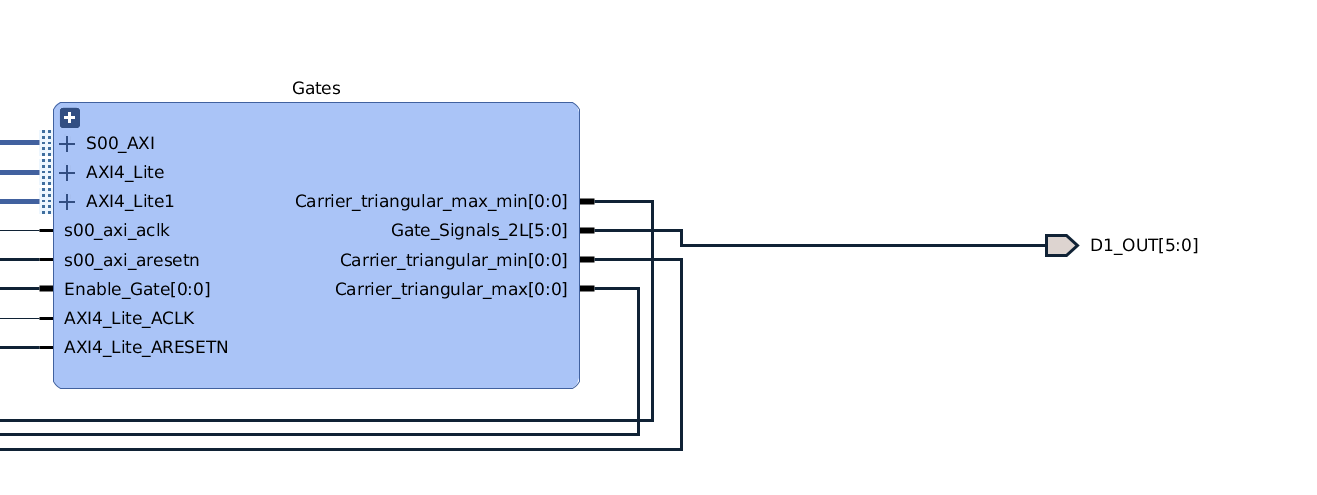 Gates
S00_AXI
AXI4_Lite
AXI4_Lite1
s00_axi_aclk
s00_axi_aresetn
Enable_Gate[0:0]
AXI4_Lite_ACLK
AXI4_Lite_ARESETN
Carrier_triangular_max_min[0:0]
Gate_Signals_2L[5:0]
Carrier_triangular_min[0:0]
Carrier_triangular_max[0:0]
D1_OUT[5:0]